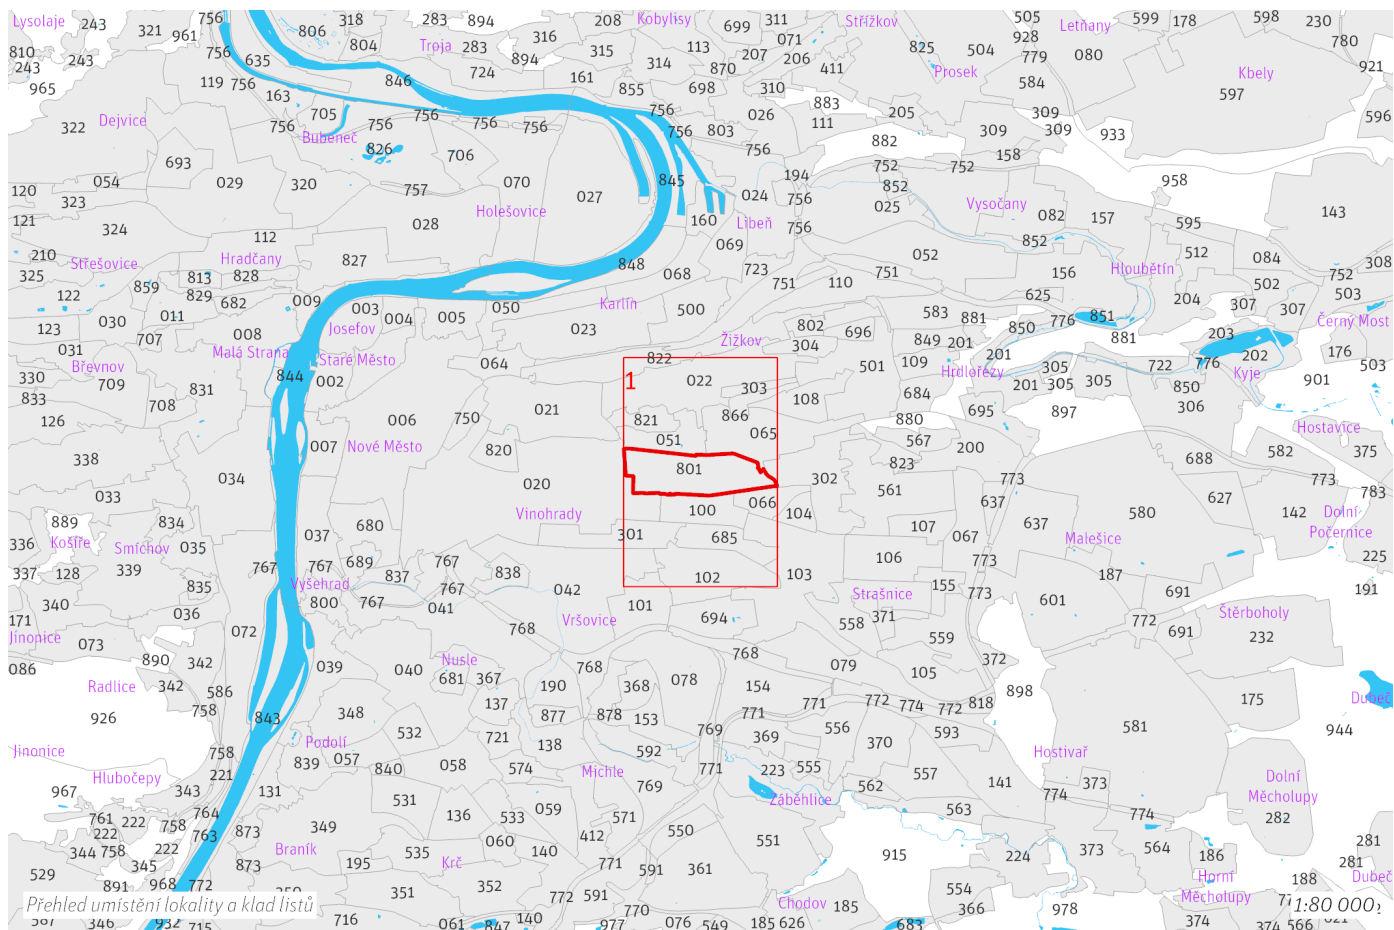 Lysolaje 243 321 961 756 806 318 804 283 894 Troja 283 894 316 208 Kobylisy 699 311 071 Střížkov 505 928 Letňany 599 178 598 230 780
810 243 243 965 756 635 846 724 315 314 113 207 206 870 411 825 504 Prosek 779 080 584 Kbely 597 921
119 756 163 705 756 161 855 698 310 026 883 111 205 309 309 309 933 596
322 Dejvice 756 Bubeneč 756 826 756 756 756 706 756 756 803 756 882 158 958
693 054 029 320 757 070 027 845 024 194 752 852 752 025
120 323 121 324 112 028 Holešovice 160 069 Libeň 756 756 Vysočany 082 157 852 595 143
210 Střešovice Hradčany 827 848 723 052 156 Hloubětín 512 084 308
325 859 813 828 829 682 009 068 751 110 751 625 204 502 752 503
122 030 011 003 004 005 050 Karlín 500 583 881 776 851 307 307 Černý Most
123 707 008 Josefov 023 Žižkov 802 304 696 849 201 850 881 203 176
031 Břevnov Malá Strana Staré Město 064 822 501 109 Hrdlořezy 201 305 722 776 202 503
330 833 709 831 844 002 1 022 303 108 684 201 305 305 850 Kyje 901
126 708 006 750 021 821 866 065 880 695 897 306 Hostavice
338 007 Nové Město 820 051 567 200 688 582 375
033 034 020 801 302 823 561 773 627 773 783
889 834 680 Vinohrady 066 100 104 637 637 580 142 Dolní
Počernice
336 Košíře Smíchov 035 037 301 685 107 067 Malešice 225
337 128 339 767 767 689 767 838 102 103 106 773 187 191
835 Vyšehrad 837 767 042 155 773 691
340 036 800 767 041 101 Strašnice 371 601 Štěrboholy
171 Jinonice 073 072 768 Vršovice 694 558 559 772 691 232
086 890 342 039 040 Nusle 681 367 768 768 079 105 372
Radlice 342 586 190 368 078 154 898 175 Dubeč
926 758 843 348 137 877 878 153 771 771 772 774 772 818 581 944
Jinonice 758 Podolí 532 721 138 592 769 369 556 370 593 Hostivař
Hlubočepy 221 839 057 840 058 574 Michle 771 223 555 557 141 373 Dolní
Měcholupy
967 343 131 531 136 533 059 769 Záběhlice 562 563 774 774 282
761 222 222 758 764 763 873 349 060 571 550 551 281
344 758 222 345 Braník 535 Krč 140 412 771 591 361 915 224 373 564 186 281
529 891 968 772 873 195 351 352 772 591 554 366 Horní
Měcholupy 188 Dubeč
Přehled umístění lokality a klad listů 1:80 000
346 932 715 716 061 847 140 977 770 076 549 185 626 185 Chodov 683 978 374 374 566